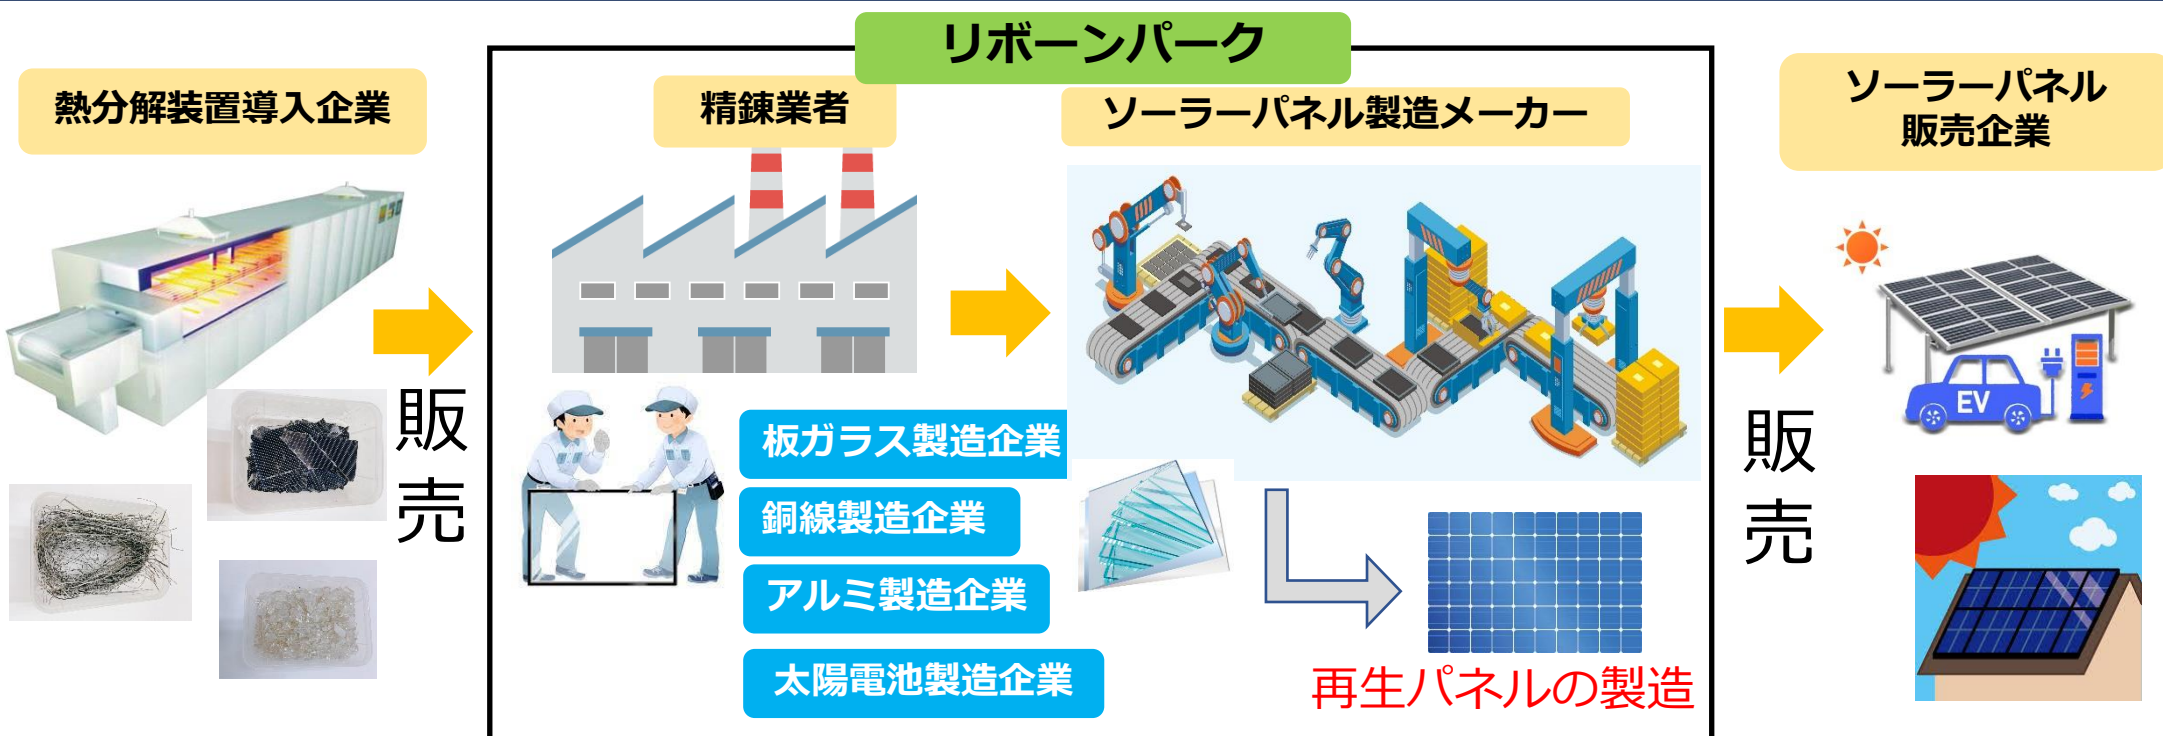 リボーンパーク
熱分解装置導入企業
精錬業者
ソーラーパネル製造メーカー
ソーラーパネル
販売企業
販売
板ガラス製造企業
銅線製造企業
アルミ製造企業
太陽電池製造企業
再生パネルの製造
販売
EV